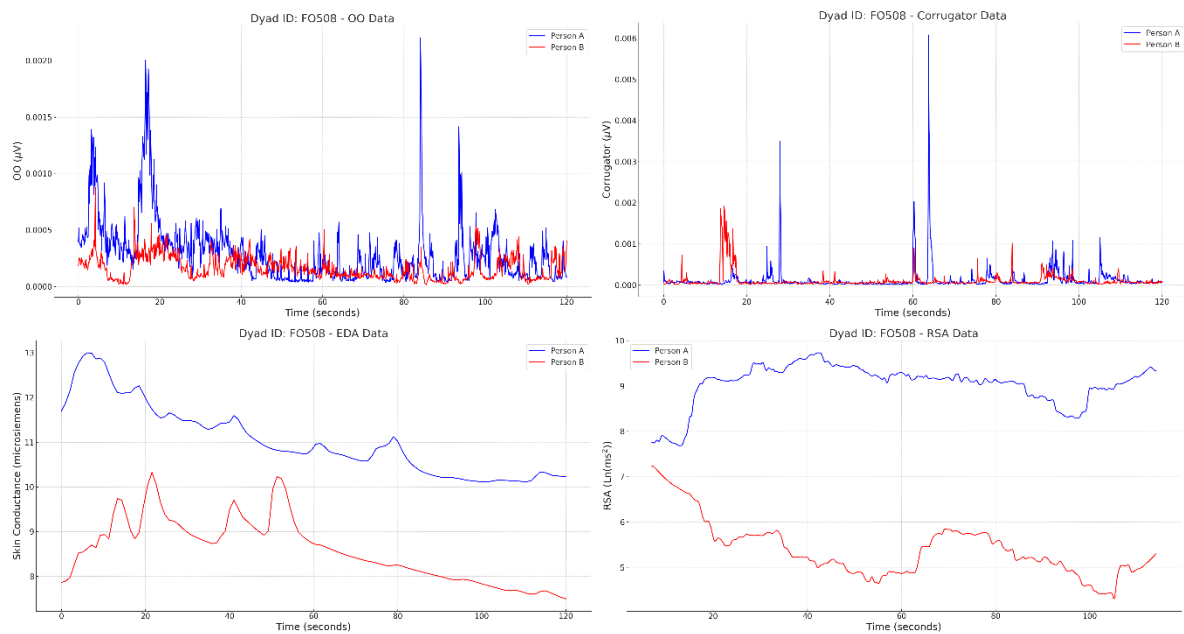 Dyad ID: FO508 - OO Data
Person A
Person B
0.0020
0.0015
0.0010
0.0005
0.0000
OO (µV)
0 20 40 60 80 100 120
Time (seconds)
Dyad ID: FO508 - Corrugator Data
Person A
Person B
0.006
0.005
0.004
0.003
0.002
0.001
0.000
Corrugator (µV)
0 20 40 60 80 100 120
Time (seconds)
Dyad ID: FO508 - EDA Data
Person A
Person B
13
12
11
10
9
8
Skin Conductance (microsiemens)
0 20 40 60 80 100 120
Time (seconds)
Dyad ID: FO508 - RSA Data
Person A
Person B
10
9
8
7
6
5
RSA (Ln(ms²))
20 40 60 80 100
Time (seconds)